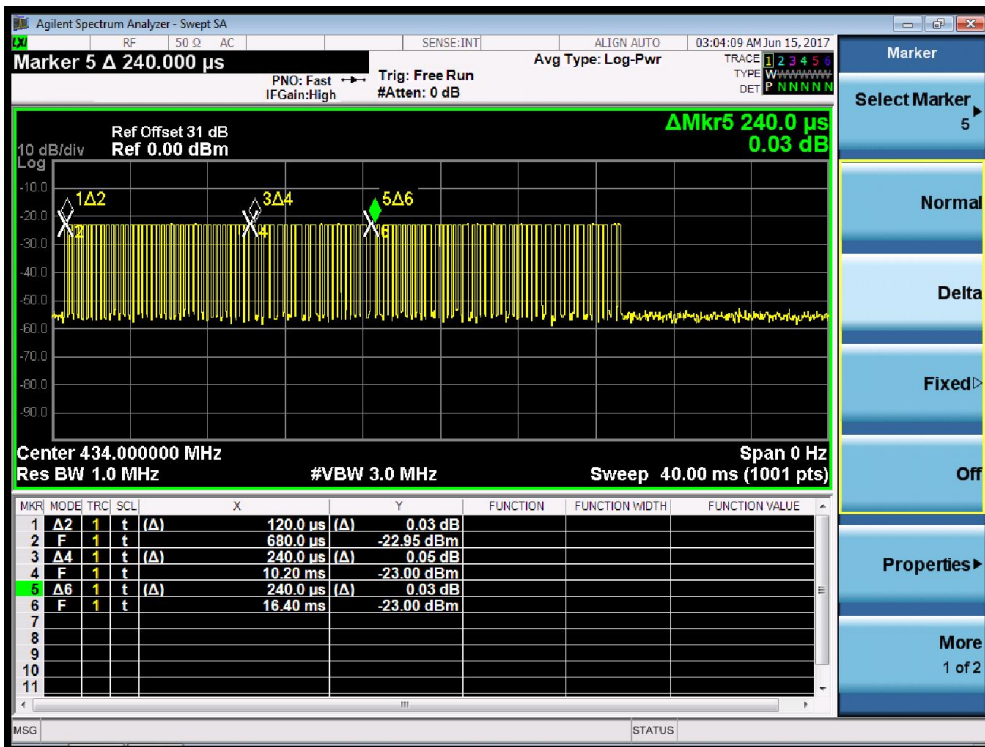 Agilent Spectrum Analyzer - Swept SA
LXI RF 50 Ω AC SENSE:INT ALIGN AUTO 03:04:09 AM Jun 15, 2017
Marker 5 Δ 240.000 µs
PNO: Fast
IFGain:High
Trig: Free Run
#Atten: 0 dB
Avg Type: Log-Pwr
TRACE 1 2 3 4 5 6
TYPE WWWWWWW
DET P N N N N N
ΔMkr5 240.0 µs
0.03 dB
Ref Offset 31 dB
10 dB/div Ref 0.00 dBm
Log
-10.0
-20.0
-30.0
-40.0
-50.0
-60.0
-70.0
-80.0
-90.0
1Δ2 3Δ4 5Δ6
2 4 6
Center 434.000000 MHz Span 0 Hz
Res BW 1.0 MHz #VBW 3.0 MHz Sweep 40.00 ms (1001 pts)
MKR MODE TRC SCL X Y FUNCTION FUNCTION WIDTH FUNCTION VALUE
1 Δ2 1 t (Δ) 120.0 µs (Δ) 0.03 dB
2 F 1 t 680.0 µs -22.95 dBm
3 Δ4 1 t (Δ) 240.0 µs (Δ) 0.05 dB
4 F 1 t 10.20 ms -23.00 dBm
5 Δ6 1 t (Δ) 240.0 µs (Δ) 0.03 dB
6 F 1 t 16.40 ms -23.00 dBm
7
8
9
10
11
MSG STATUS
Marker
Select Marker
5
Normal
Delta
Fixed
Off
Properties
More
1 of 2